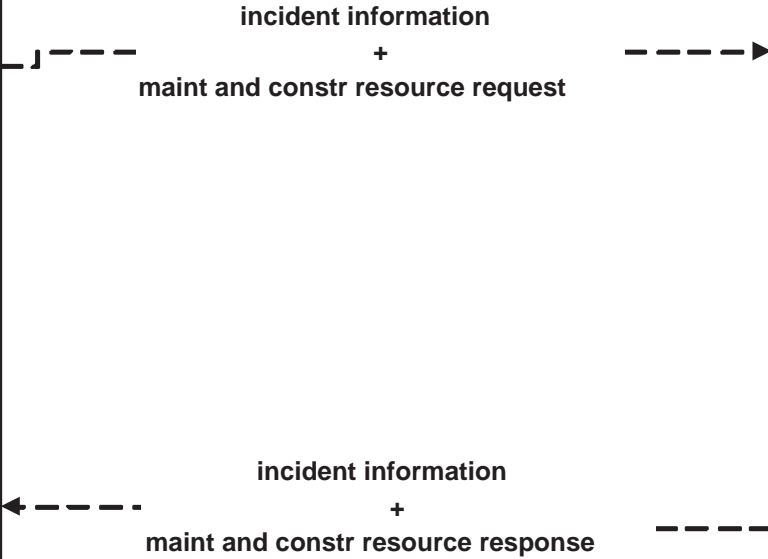 incident information
+
maint and constr resource request
incident information
+
maint and constr resource response